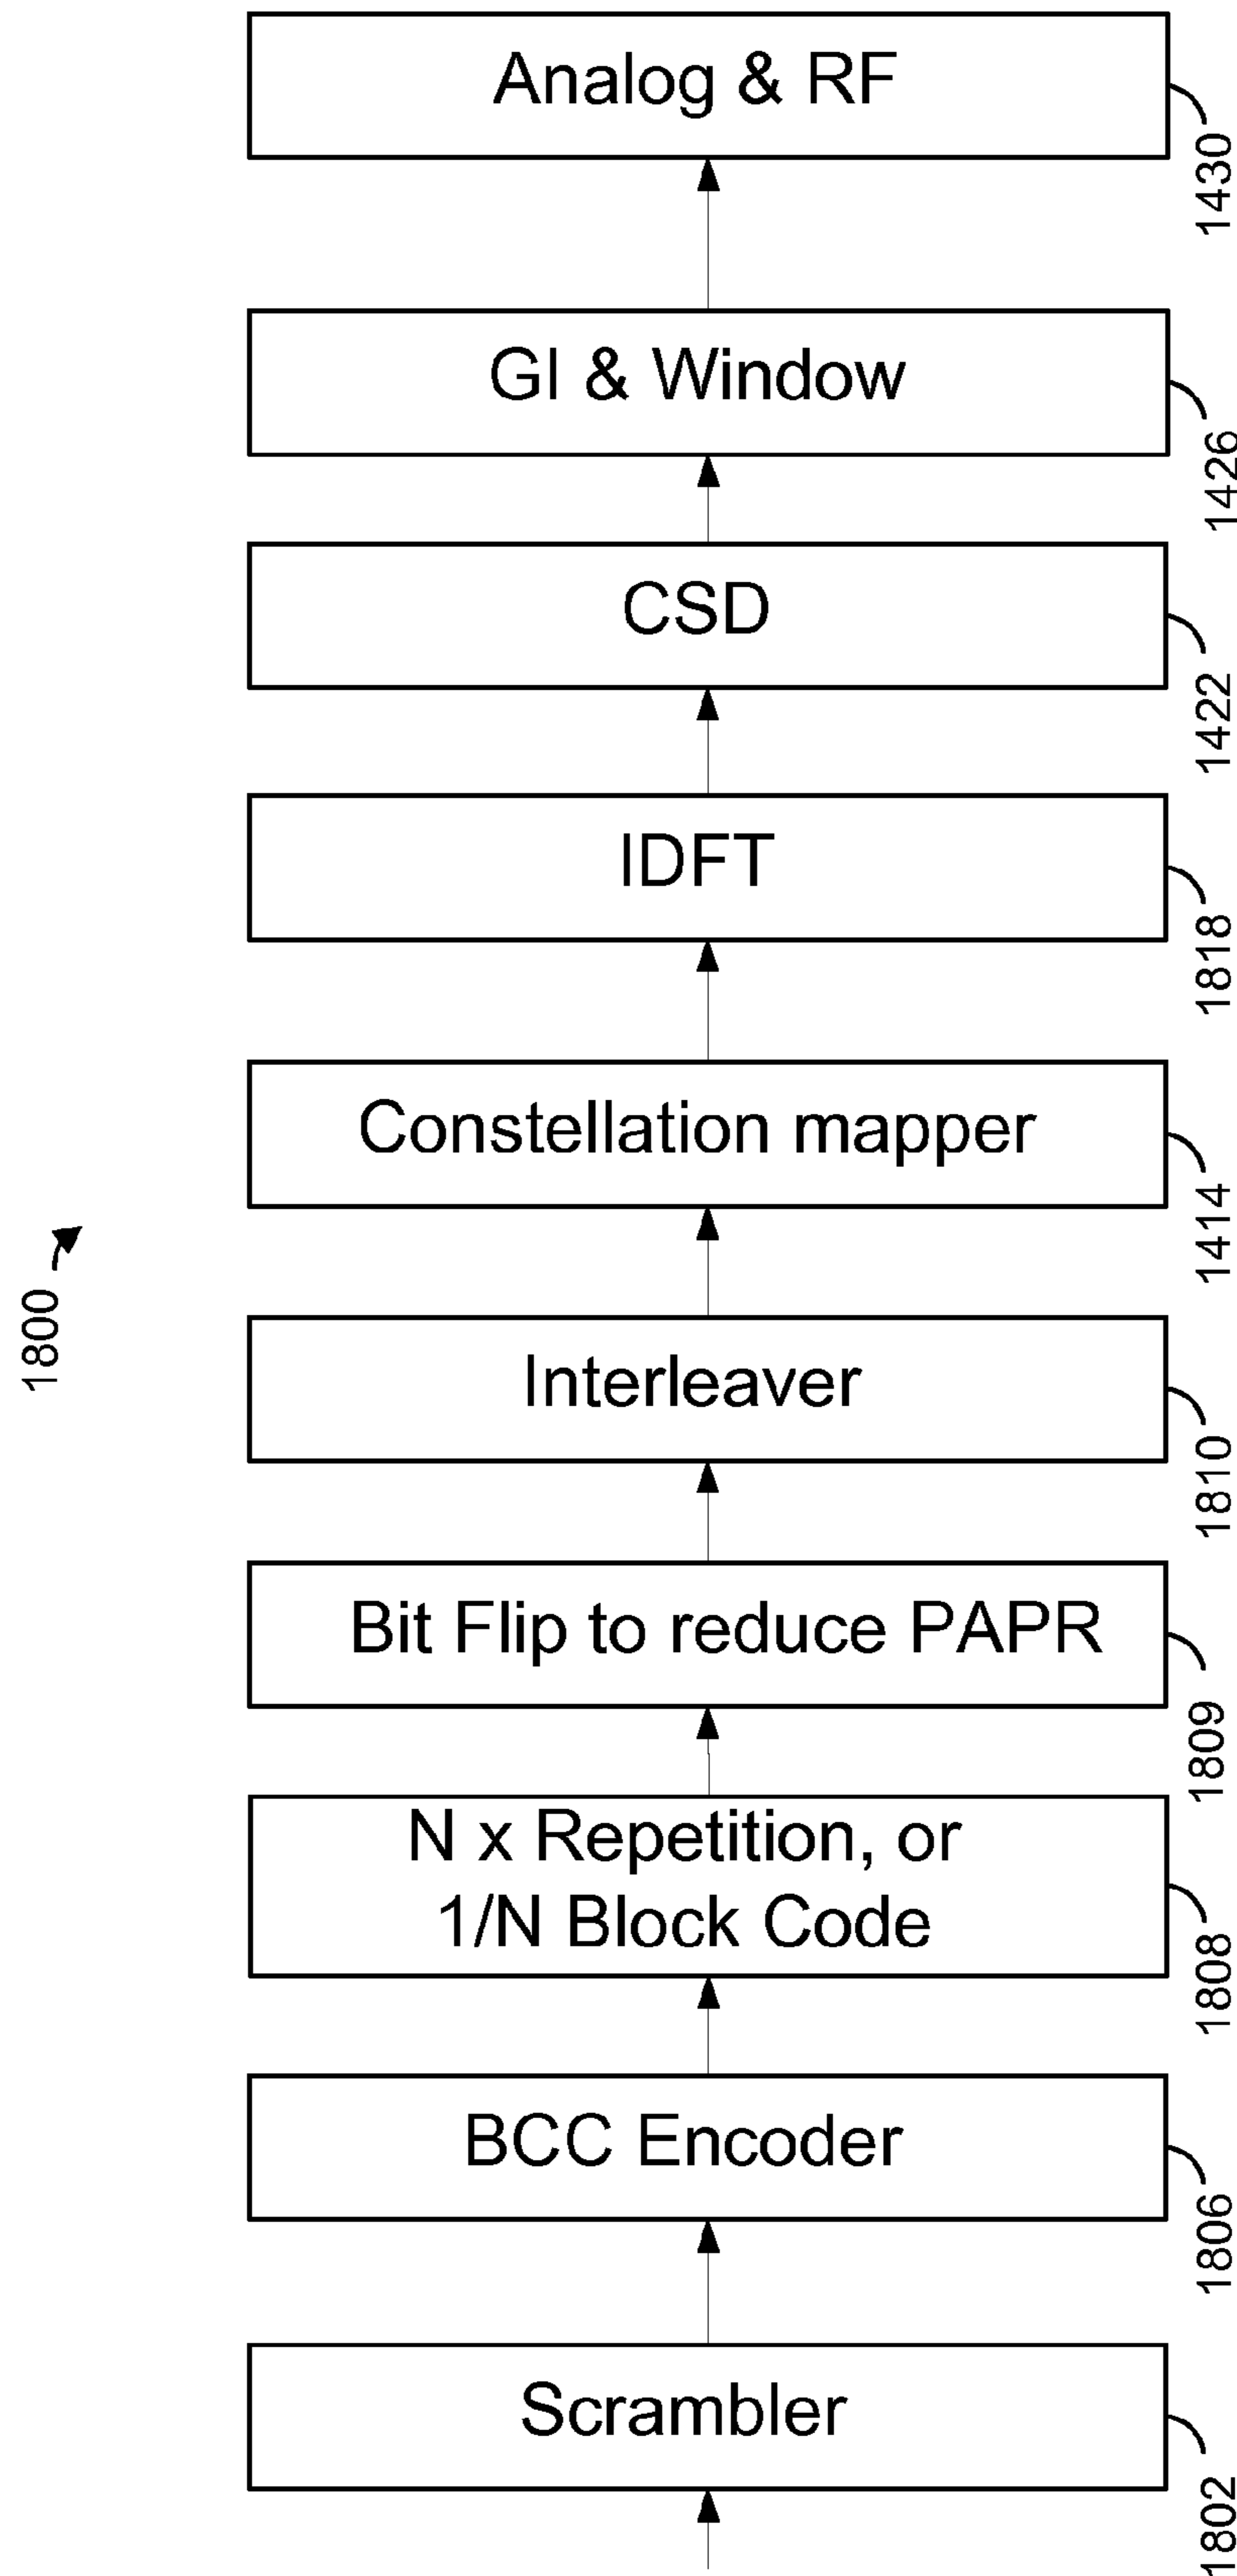 Analog & RF
1430
GI & Window
1426
CSD
1422
IDFT
1818
Constellation mapper
1414
1800
Interleaver
1810
Bit Flip to reduce PAPR
1809
N x Repetition, or
1/N Block Code
1808
BCC Encoder
1806
Scrambler
1802